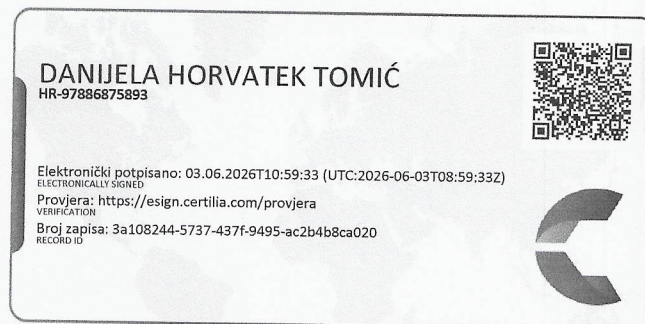 DANIJELA HORVATEK TOMIĆ
HR-97886875893
Elektronički potpisano: 03.06.2026T10:59:33 (UTC:2026-06-03T08:59:33Z)
ELECTRONICALLY SIGNED
Provjera: https://esign.certilia.com/provjera
VERIFICATION
Broj zapisa: 3a108244-5737-437f-9495-ac2b4b8ca020
RECORD ID